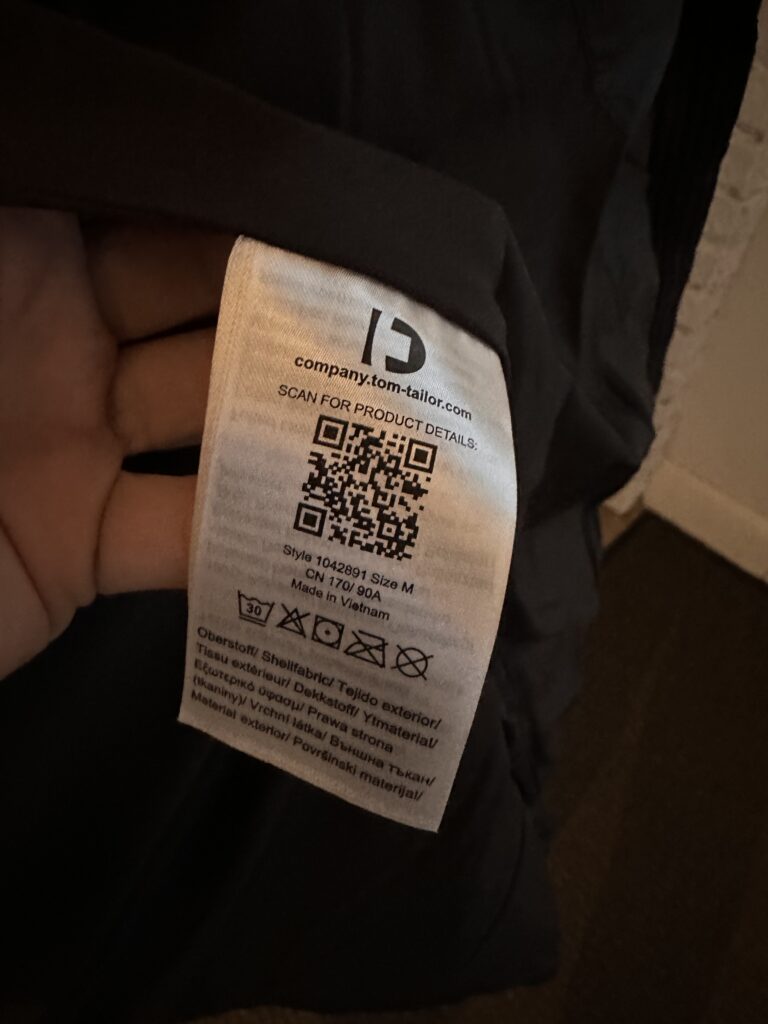 company.tom-tailor.com
SCAN FOR PRODUCT DETAILS:
Style 1042891 Size M
CN 170/ 90A
Made in Vietnam
30
Oberstoff/ Shellfabric/ Tejido exterior/
Tissu extérieur/ Dekkstoff/ Ytmaterial/
Εξωτερικό ύφασμ/ Prawa strona
(tkaniny)/ Vrchní látka/ Външна тъкан/
Material exterior/ Površinski materijal/